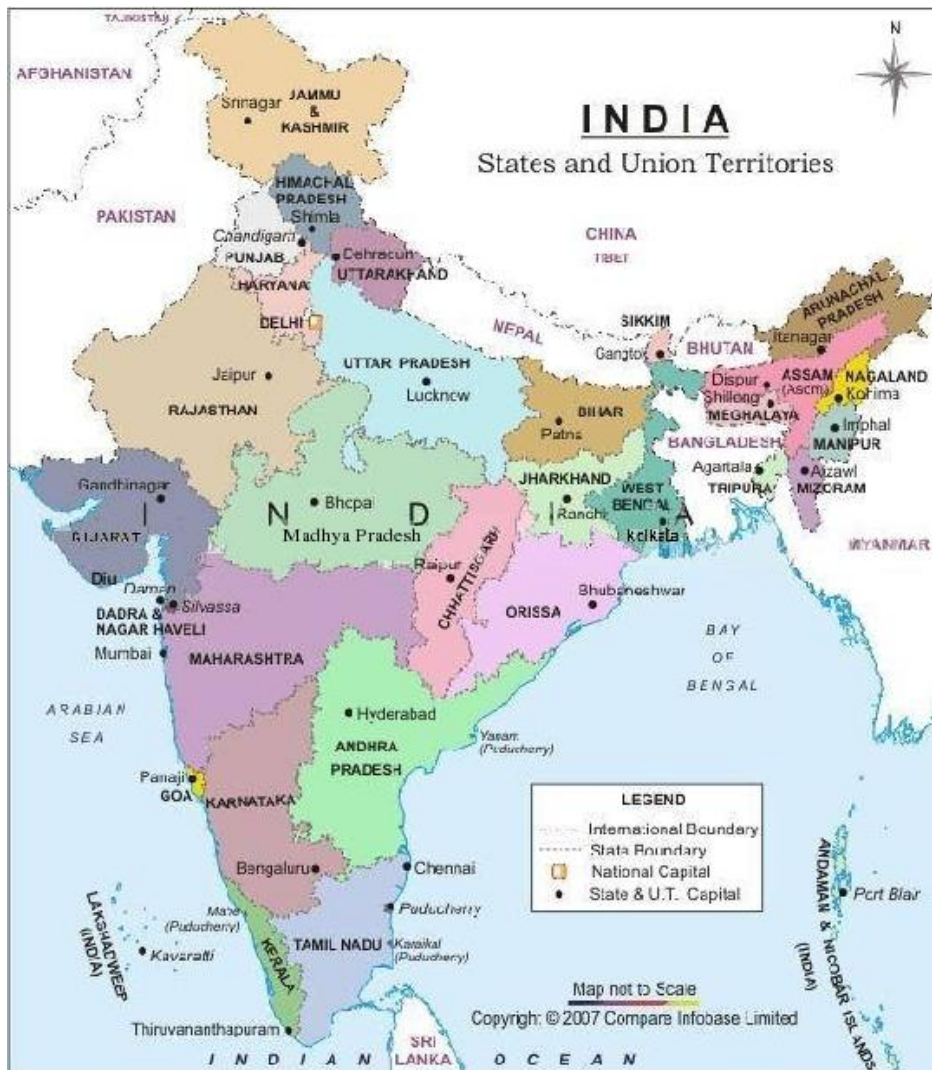 TAJIKISTAN
AFGHANISTAN
N
Srinagar
JAMMU
&
KASHMIR
INDIA
States and Union Territories
HIMACHAL
PRADESH
Shimla
PAKISTAN
Chandigarh
PUNJAB
Dehradun
UTTARAKHAND
CHINA
TIBET
HARYANA
DELHI
NEPAL
SIKKIM
Gangtok
BHUTAN
ARUNACHAL
PRADESH
Itanagar
UTTAR PRADESH
Lucknow
Jaipur
RAJASTHAN
BIHAR
Patna
Dispur
Shillong
MEGHALAYA
ASSAM
(Asom)
NAGALAND
Kohima
Imphal
MANIPUR
BANGLADESH
Agartala
TRIPURA
Aizawl
MIZORAM
MYANMAR
Gandhinagar
GUJARAT
Bhopal
Madhya Pradesh
I N D I A
JHARKHAND
Ranchi
WEST
BENGAL
Kolkata
Diu
Daman
Silvassa
DADRA &
NAGAR HAVELI
Mumbai
MAHARASHTRA
Raipur
CHHATTISGARH
ORISSA
Bhubaneshwar
BAY
OF
BENGAL
ARABIAN
SEA
Hyderabad
ANDHRA
PRADESH
Yanam
(Puducherry)
Panaji
GOA
KARNATAKA
Bengaluru
Chennai
LEGEND
International Boundary
State Boundary
National Capital
State & U.T. Capital
Mahe
(Puducherry)
Puducherry
TAMIL NADU
Karaikal
(Puducherry)
KERALA
LAKSHADWEEP
(INDIA)
Kavaratti
Thiruvananthapuram
ANDAMAN & NICOBAR ISLANDS
(INDIA)
Port Blair
Map not to Scale
Copyright: © 2007 Compare Infobase Limited
SRI
LANKA
INDIAN OCEAN